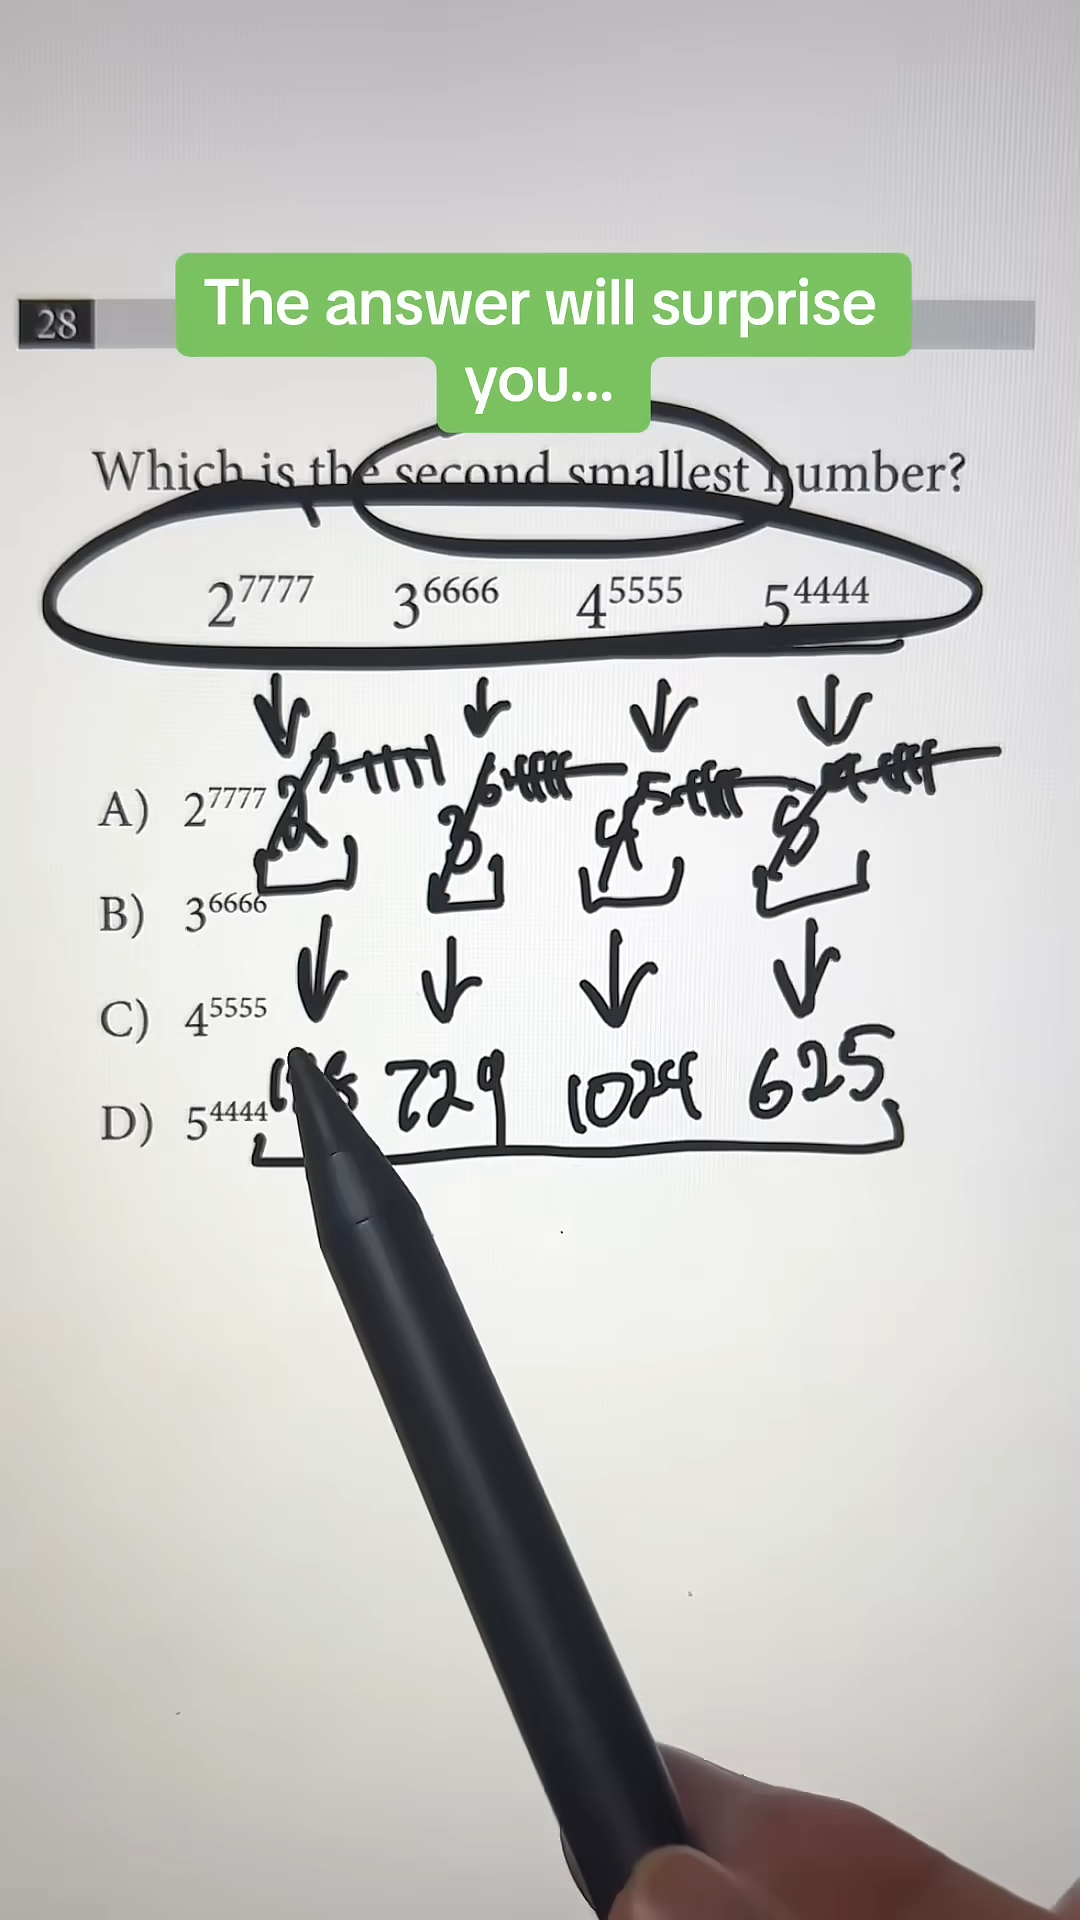 The answer will surprise
you...
28
Which is the second smallest number?
2^7777 3^6666 4^5555 5^4444
A) 2^7777
B) 3^6666
C) 4^5555
D) 5^4444
729 1024 625